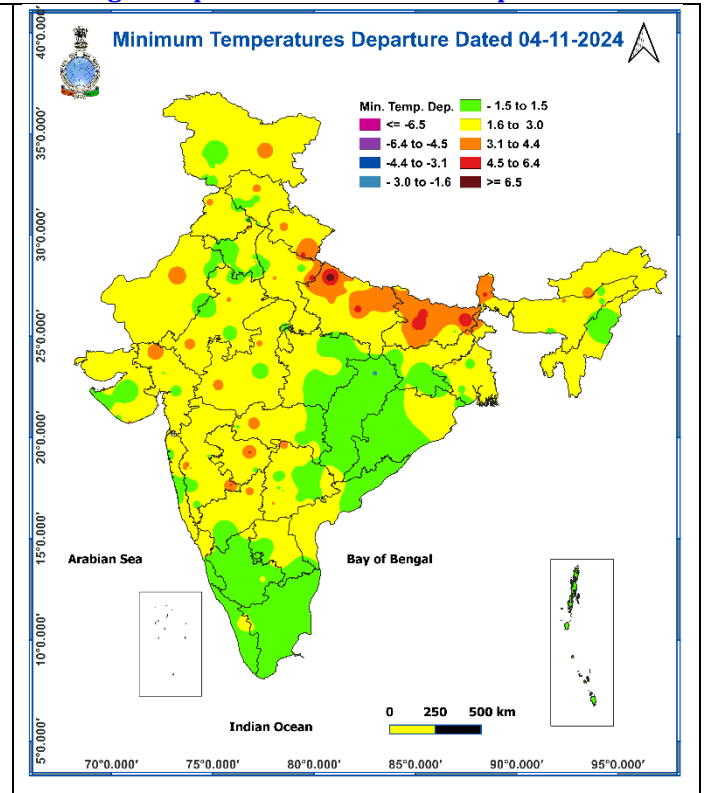 Minimum Temperatures Departure Dated 04-11-2024
Min. Temp. Dep.
<= -6.5
-6.4 to -4.5
-4.4 to -3.1
- 3.0 to -1.6
- 1.5 to 1.5
1.6 to 3.0
3.1 to 4.4
4.5 to 6.4
>= 6.5
40°0.000'
35°0.000'
30°0.000'
25°0.000'
20°0.000'
15°0.000'
10°0.000'
5°0.000'
Arabian Sea
Bay of Bengal
Indian Ocean
0 250 500 km
70°0.000' 75°0.000' 80°0.000' 85°0.000' 90°0.000' 95°0.000'